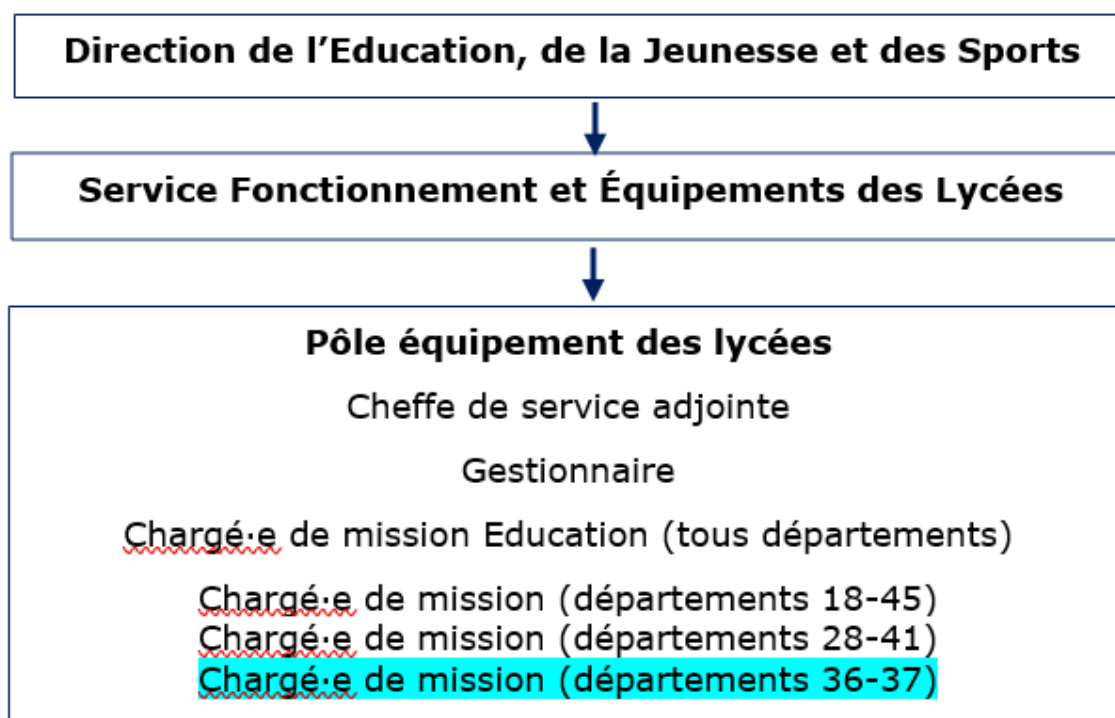 Direction de l’Education, de la Jeunesse et des Sports
Service Fonctionnement et Équipements des Lycées
Pôle équipement des lycées
Cheffe de service adjointe
Gestionnaire
Chargé·e de mission Education (tous départements)
Chargé·e de mission (départements 18-45)
Chargé·e de mission (départements 28-41)
Chargé·e de mission (départements 36-37)